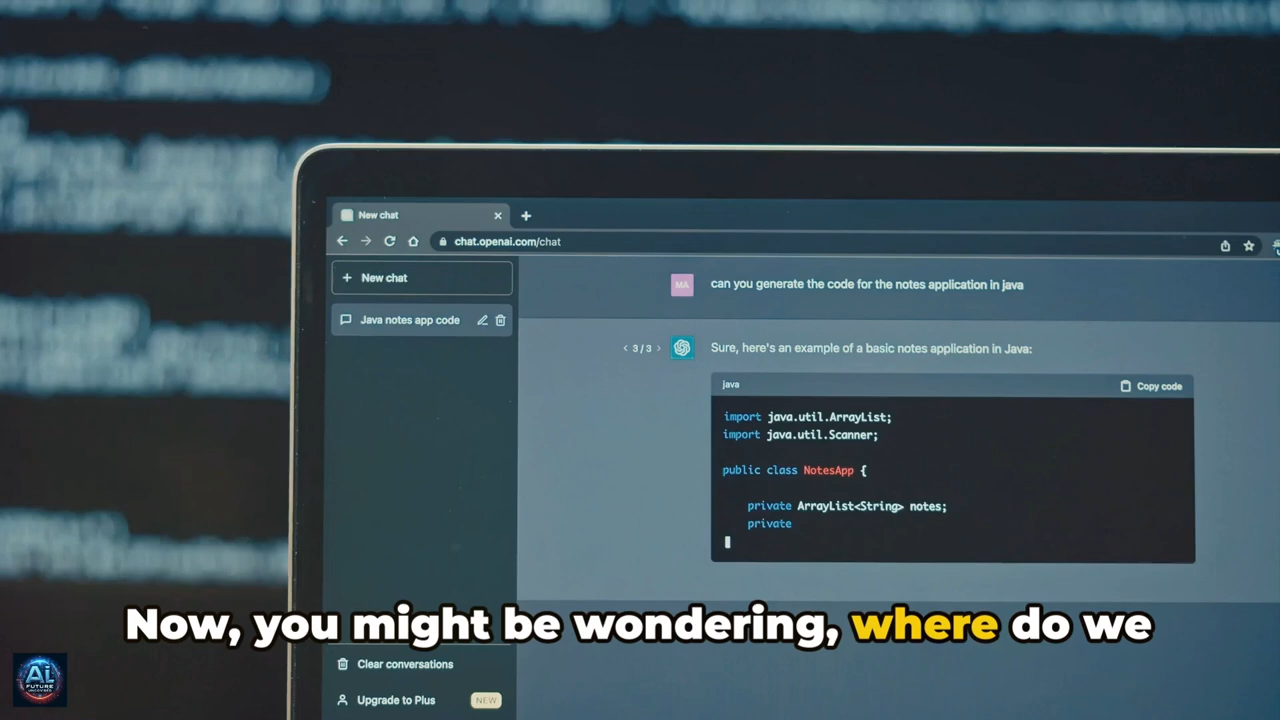 New chat
chat.openai.com/chat
New chat
Java notes app code
can you generate the code for the notes application in java
MA
3/3
Sure, here's an example of a basic notes application in Java:
java
Copy code
import java.util.ArrayList;
import java.util.Scanner;
public class NotesApp {
private ArrayList<String> notes;
private
Now, you might be wondering, where do we
Clear conversations
Upgrade to Plus NEW
Ai
FUTURE